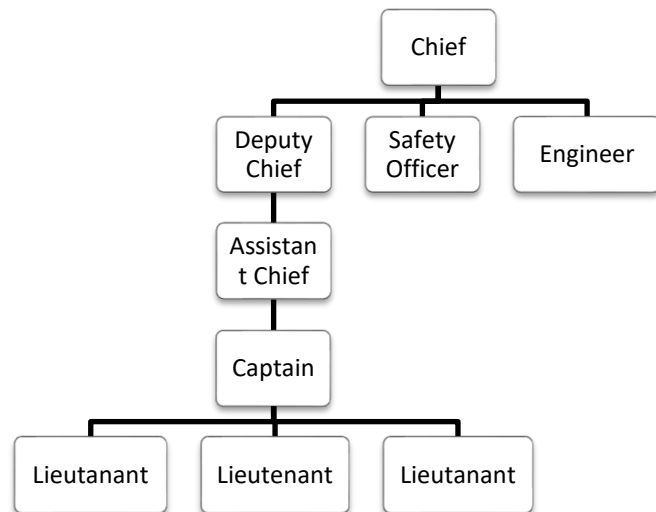 Chief
Deputy
Chief
Safety
Officer
Engineer
Assistan
t Chief
Captain
Lieutanant
Lieutenant
Lieutanant